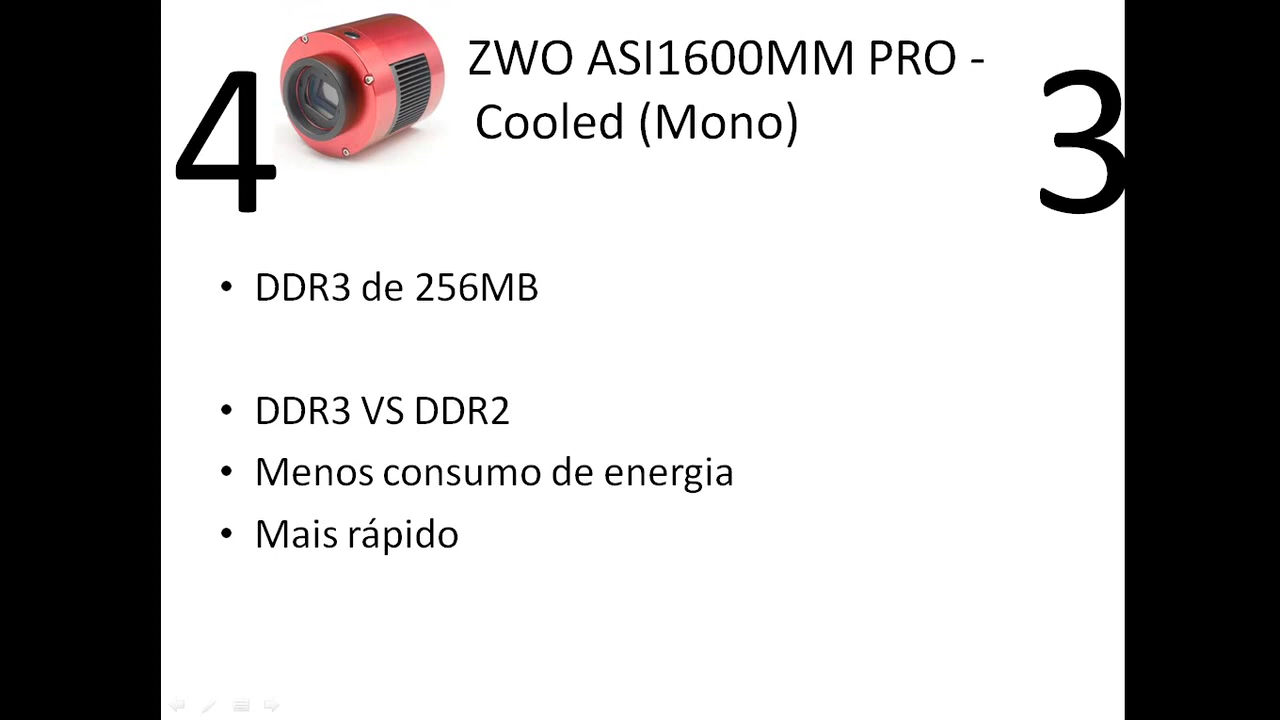 4
ZWO ASI1600MM PRO -
Cooled (Mono)
3
• DDR3 de 256MB
• DDR3 VS DDR2
• Menos consumo de energia
• Mais rápido